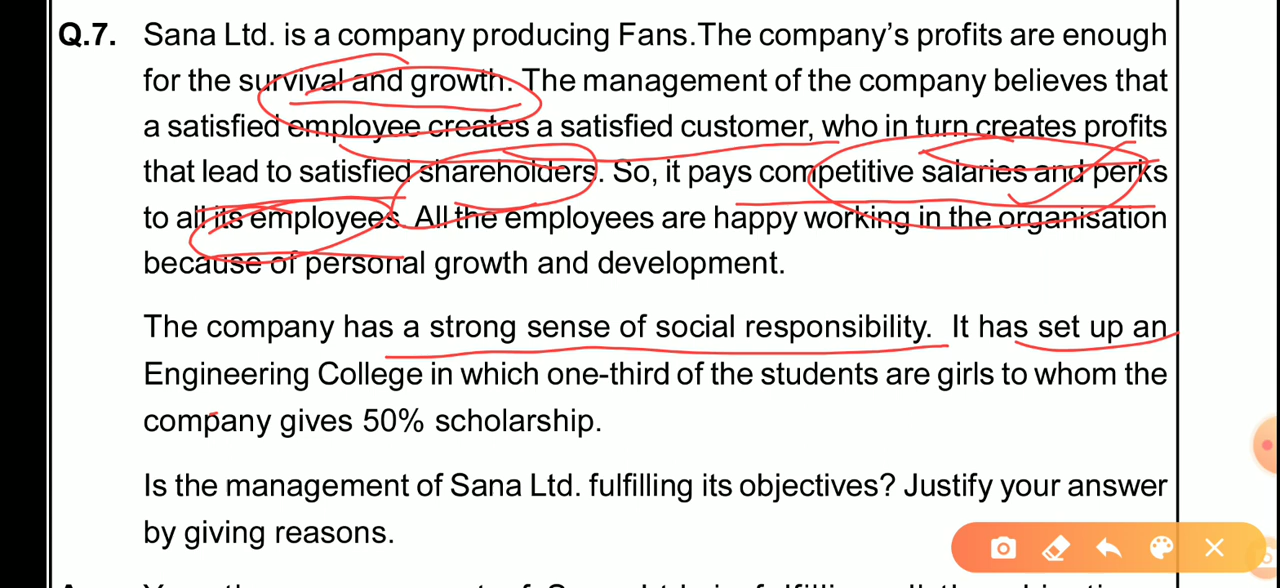 Q.7. Sana Ltd. is a company producing Fans.The company's profits are enough
for the survival and growth. The management of the company believes that
a satisfied employee creates a satisfied customer, who in turn creates profits
that lead to satisfied shareholders. So, it pays competitive salaries and perks
to all its employees. All the employees are happy working in the organisation
because of personal growth and development.
The company has a strong sense of social responsibility. It has set up an
Engineering College in which one-third of the students are girls to whom the
company gives 50% scholarship.
Is the management of Sana Ltd. fulfilling its objectives? Justify your answer
by giving reasons.